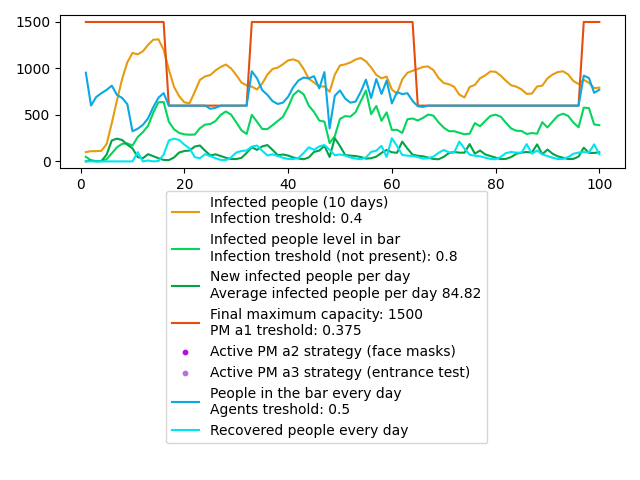 1500
1000
500
0
0
20
40
60
80
100
Infected people (10 days)
Infection treshold: 0.4
Infected people level in bar
Infection treshold (not present): 0.8
New infected people per day
Average infected people per day 84.82
Final maximum capacity: 1500
PM a1 treshold: 0.375
Active PM a2 strategy (face masks)
Active PM a3 strategy (entrance test)
People in the bar every day
Agents treshold: 0.5
Recovered people every day